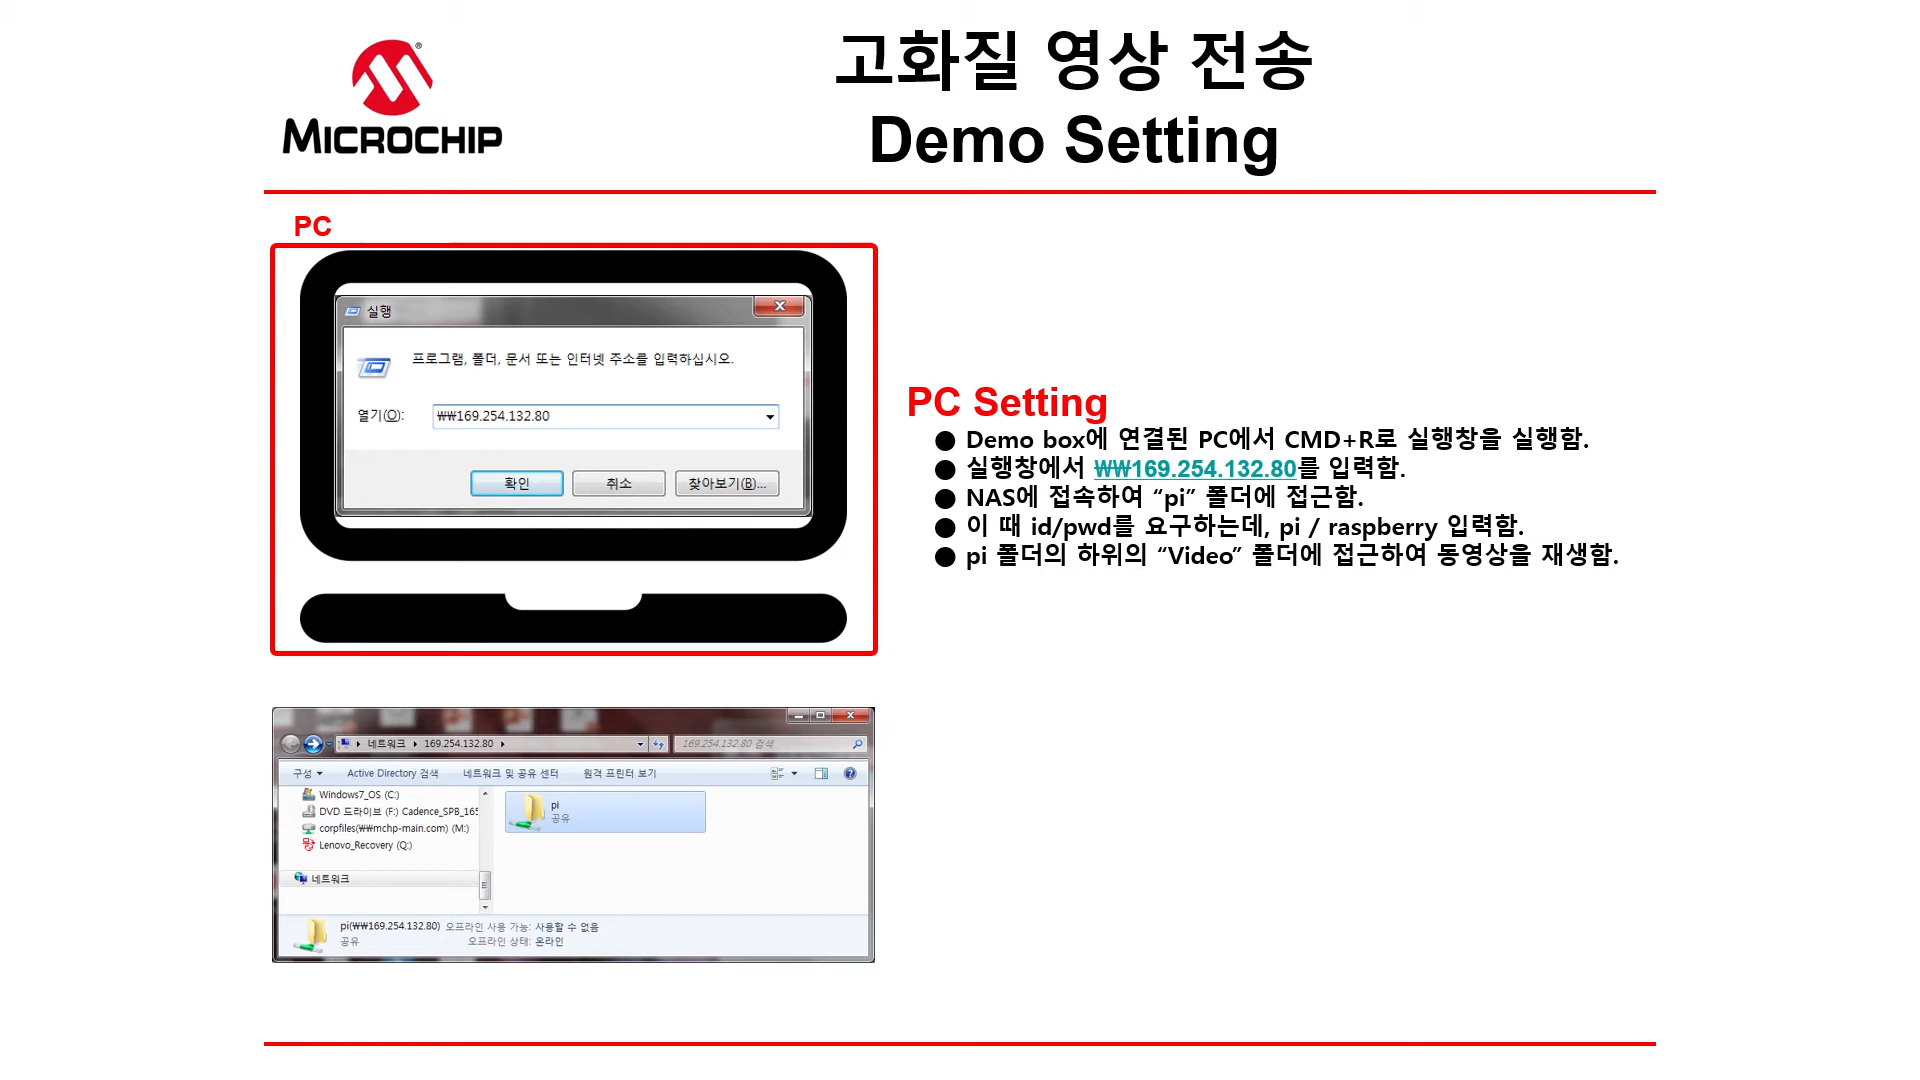 MICROCHIP
고화질 영상 전송
Demo Setting
PC
실행
프로그램, 폴더, 문서 또는 인터넷 주소를 입력하십시오.
열기(O):
₩₩169.254.132.80
확인
취소
찾아보기(B)...
PC Setting
● Demo box에 연결된 PC에서 CMD+R로 실행창을 실행함.
● 실행창에서 ₩₩169.254.132.80를 입력함.
● NAS에 접속하여 “pi” 폴더에 접근함.
● 이 때 id/pwd를 요구하는데, pi / raspberry 입력함.
● pi 폴더의 하위의 “Video” 폴더에 접근하여 동영상을 재생함.
네트워크 ▸ 169.254.132.80 ▸
169.254.132.80 검색
구성 ▼ Active Directory 검색 네트워크 및 공유 센터 원격 프린터 보기
Windows7_OS (C:)
DVD 드라이브 (F:) Cadence_SPB_165
corpfiles(₩₩mchp-main.com) (M:)
Lenovo_Recovery (Q:)
네트워크
pi
공유
pi(₩₩169.254.132.80) 오프라인 사용 가능: 사용할 수 없음
공유 오프라인 상태: 온라인